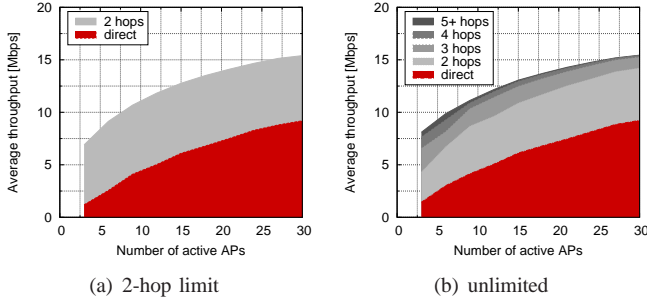 20
15
10
5
0
Average throughput [Mbps]
2 hops
direct
0 5 10 15 20 25 30
Number of active APs
(a) 2-hop limit
20
15
10
5
0
Average throughput [Mbps]
5+ hops
4 hops
3 hops
2 hops
direct
0 5 10 15 20 25 30
Number of active APs
(b) unlimited